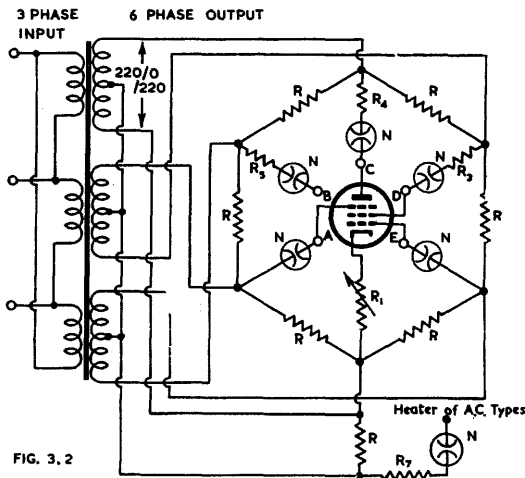 3 PHASE
INPUT
6 PHASE OUTPUT
220/0
/220
R
R
R4
N
C
R5
N
B
N
R3
D
R
R
A
N
E
N
R1
R
R
Heater of A.C. Types
R
N
R7
FIG. 3,2